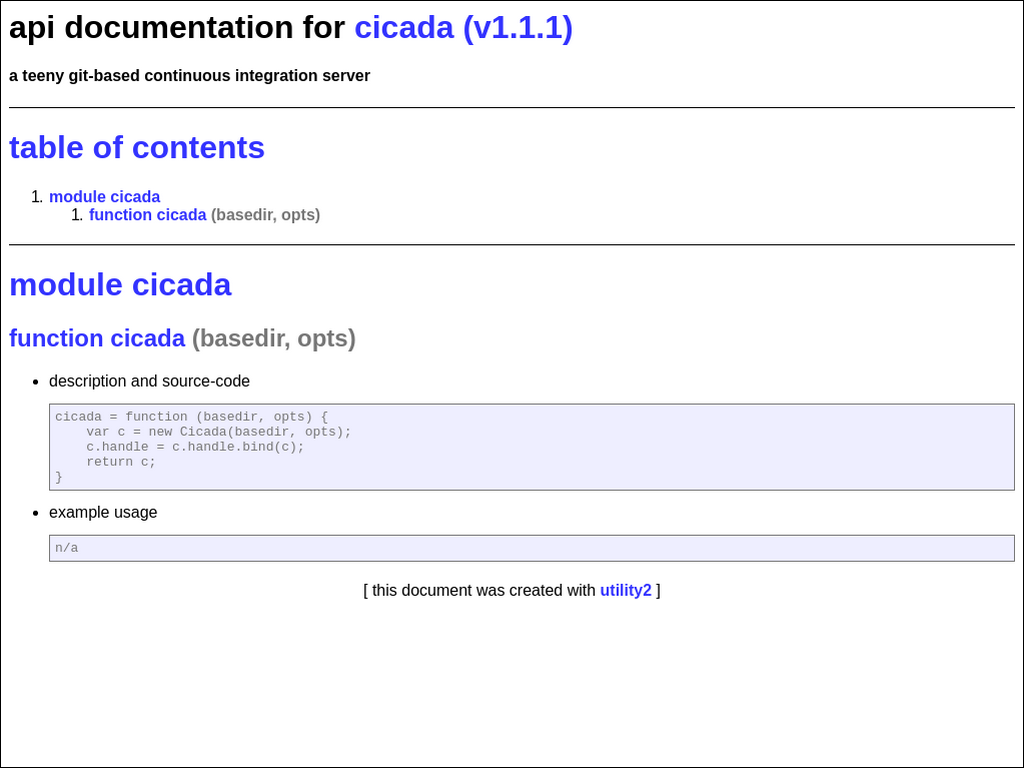 api documentation for cicada (v1.1.1)
a teeny git-based continuous integration server
table of contents
1. module cicada
1. function cicada (basedir, opts)
module cicada
function cicada (basedir, opts)
• description and source-code
cicada = function (basedir, opts) {
    var c = new Cicada(basedir, opts);
    c.handle = c.handle.bind(c);
    return c;
}
• example usage
n/a
[ this document was created with utility2 ]